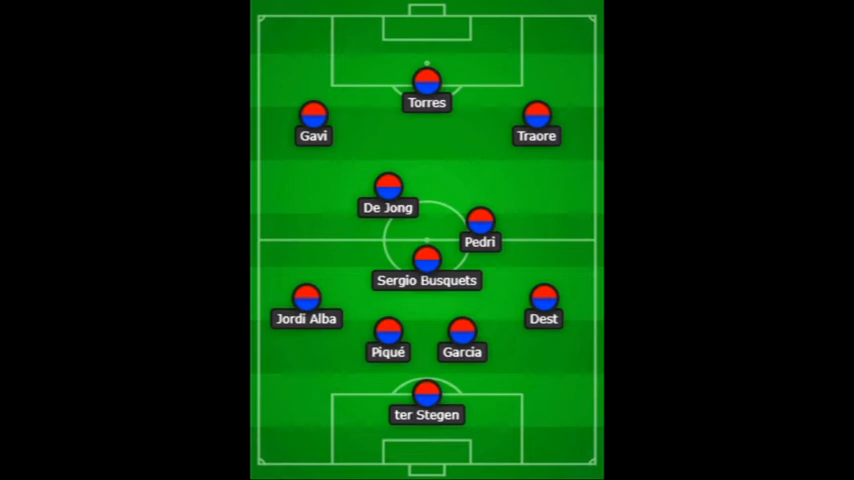 Torres
Gavi
Traore
De Jong
Pedri
Sergio Busquets
Jordi Alba
Dest
Piqué
Garcia
ter Stegen